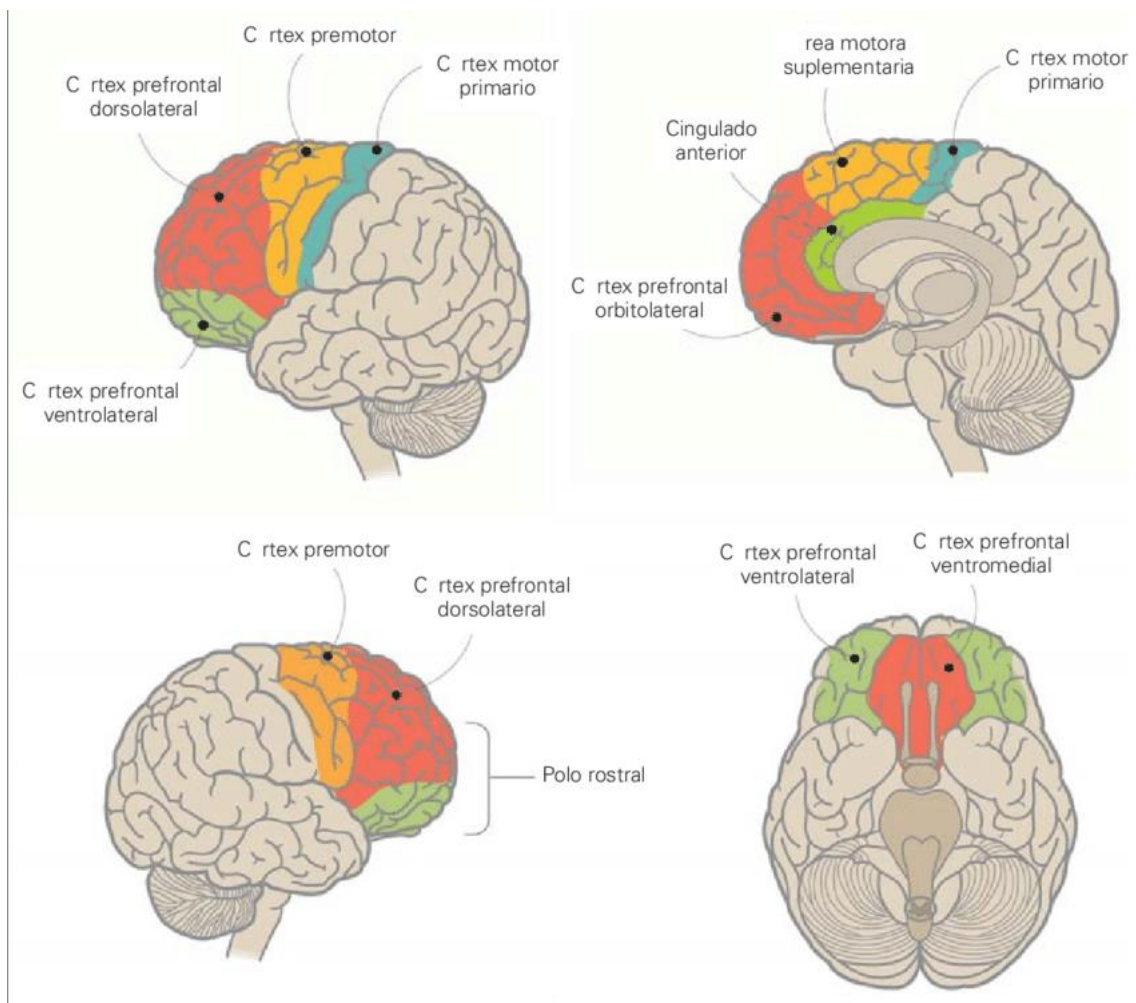 C rtex premotor
C rtex prefrontal
dorsolateral
C rtex motor
primario
C rtex prefrontal
ventrolateral
rea motora
suplementaria
C rtex motor
primario
Cingulado
anterior
C rtex prefrontal
orbitolateral
C rtex premotor
C rtex prefrontal
dorsolateral
Polo rostral
C rtex prefrontal
ventrolateral
C rtex prefrontal
ventromedial